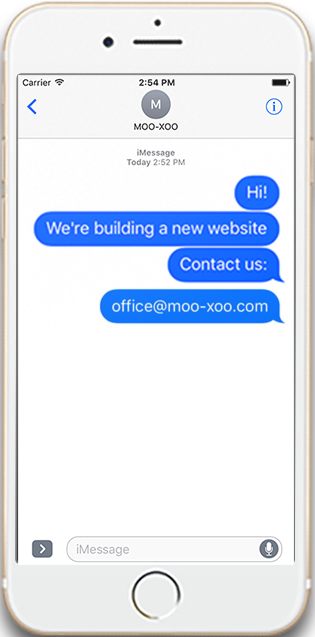 Carrier 2:54 PM
M
MOO-XOO
iMessage
Today 2:52 PM
Hi!
We're building a new website
Contact us:
office@moo-xoo.com
iMessage